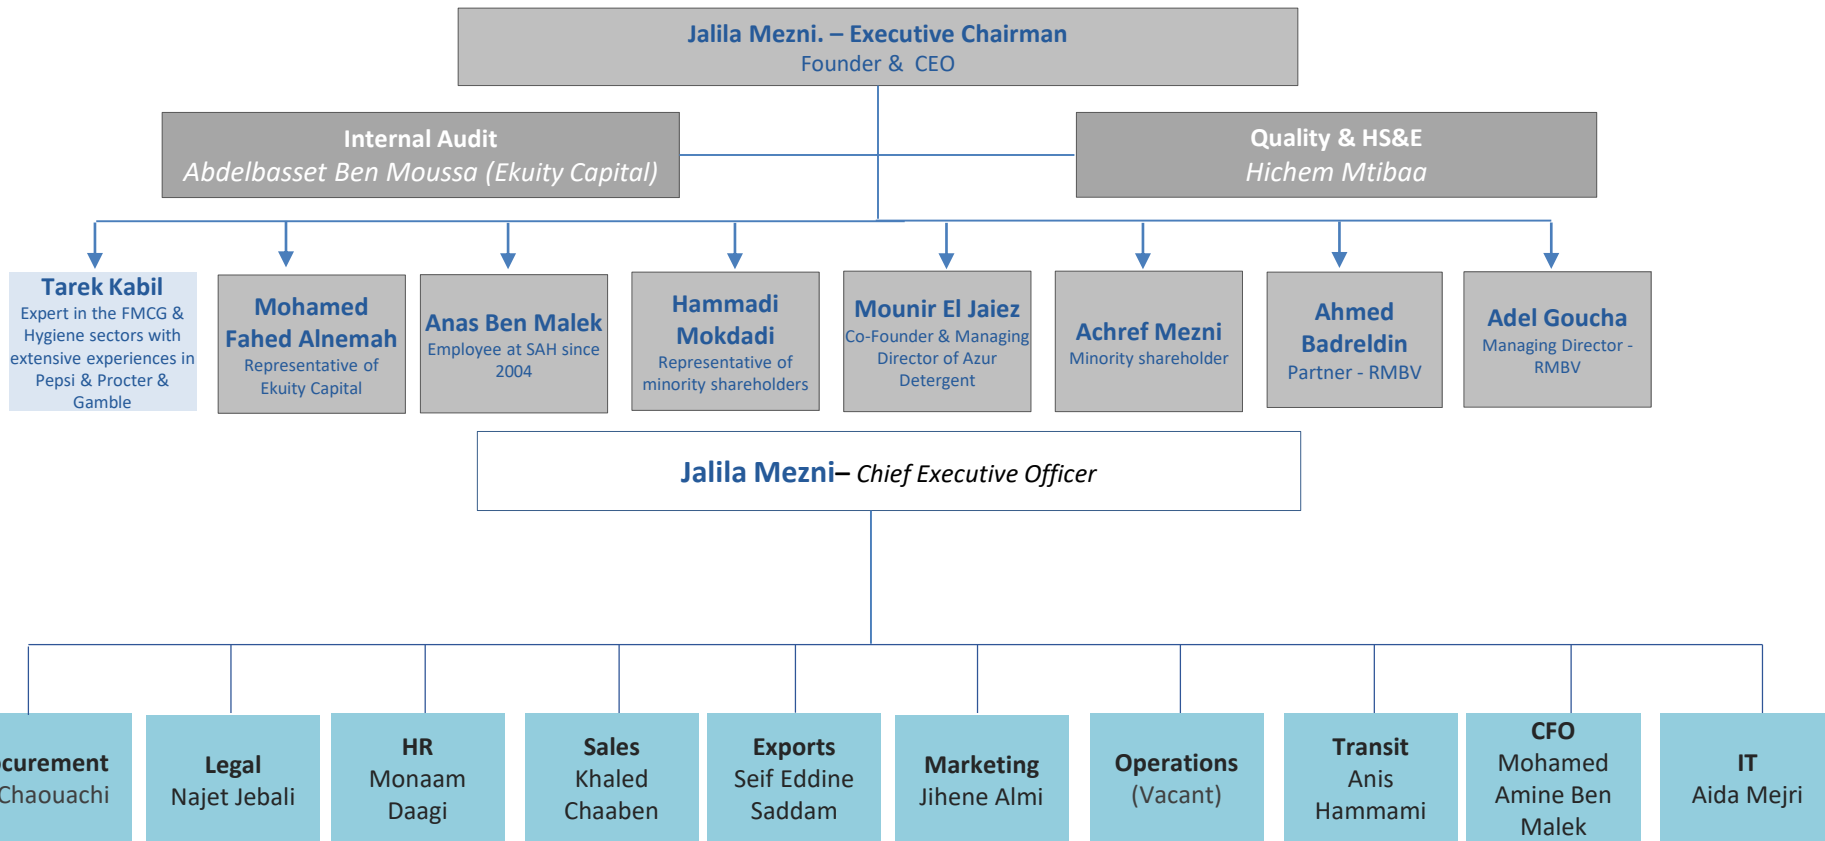 Jalila Mezni. – Executive Chairman
Founder & CEO
Internal Audit
Abdelbasset Ben Moussa (Ekuity Capital)
Quality & HS&E
Hichem Mtibaa
Tarek Kabil
Expert in the FMCG &
Hygiene sectors with
extensive experiences in
Pepsi & Procter &
Gamble
Mohamed
Fahed Alnemah
Representative of
Ekuity Capital
Anas Ben Malek
Employee at SAH since
2004
Hammadi
Mokdadi
Representative of
minority shareholders
Mounir El Jaiez
Co-Founder & Managing
Director of Azur
Detergent
Achref Mezni
Minority shareholder
Ahmed
Badreldin
Partner - RMBV
Adel Goucha
Managing Director -
RMBV
Jalila Mezni– Chief Executive Officer
Chaouachi
Legal
Najet Jebali
HR
Monaam
Daagi
Sales
Khaled
Chaaben
Exports
Seif Eddine
Saddam
Marketing
Jihene Almi
Operations
(Vacant)
Transit
Anis
Hammami
CFO
Mohamed
Amine Ben
Malek
IT
Aida Mejri